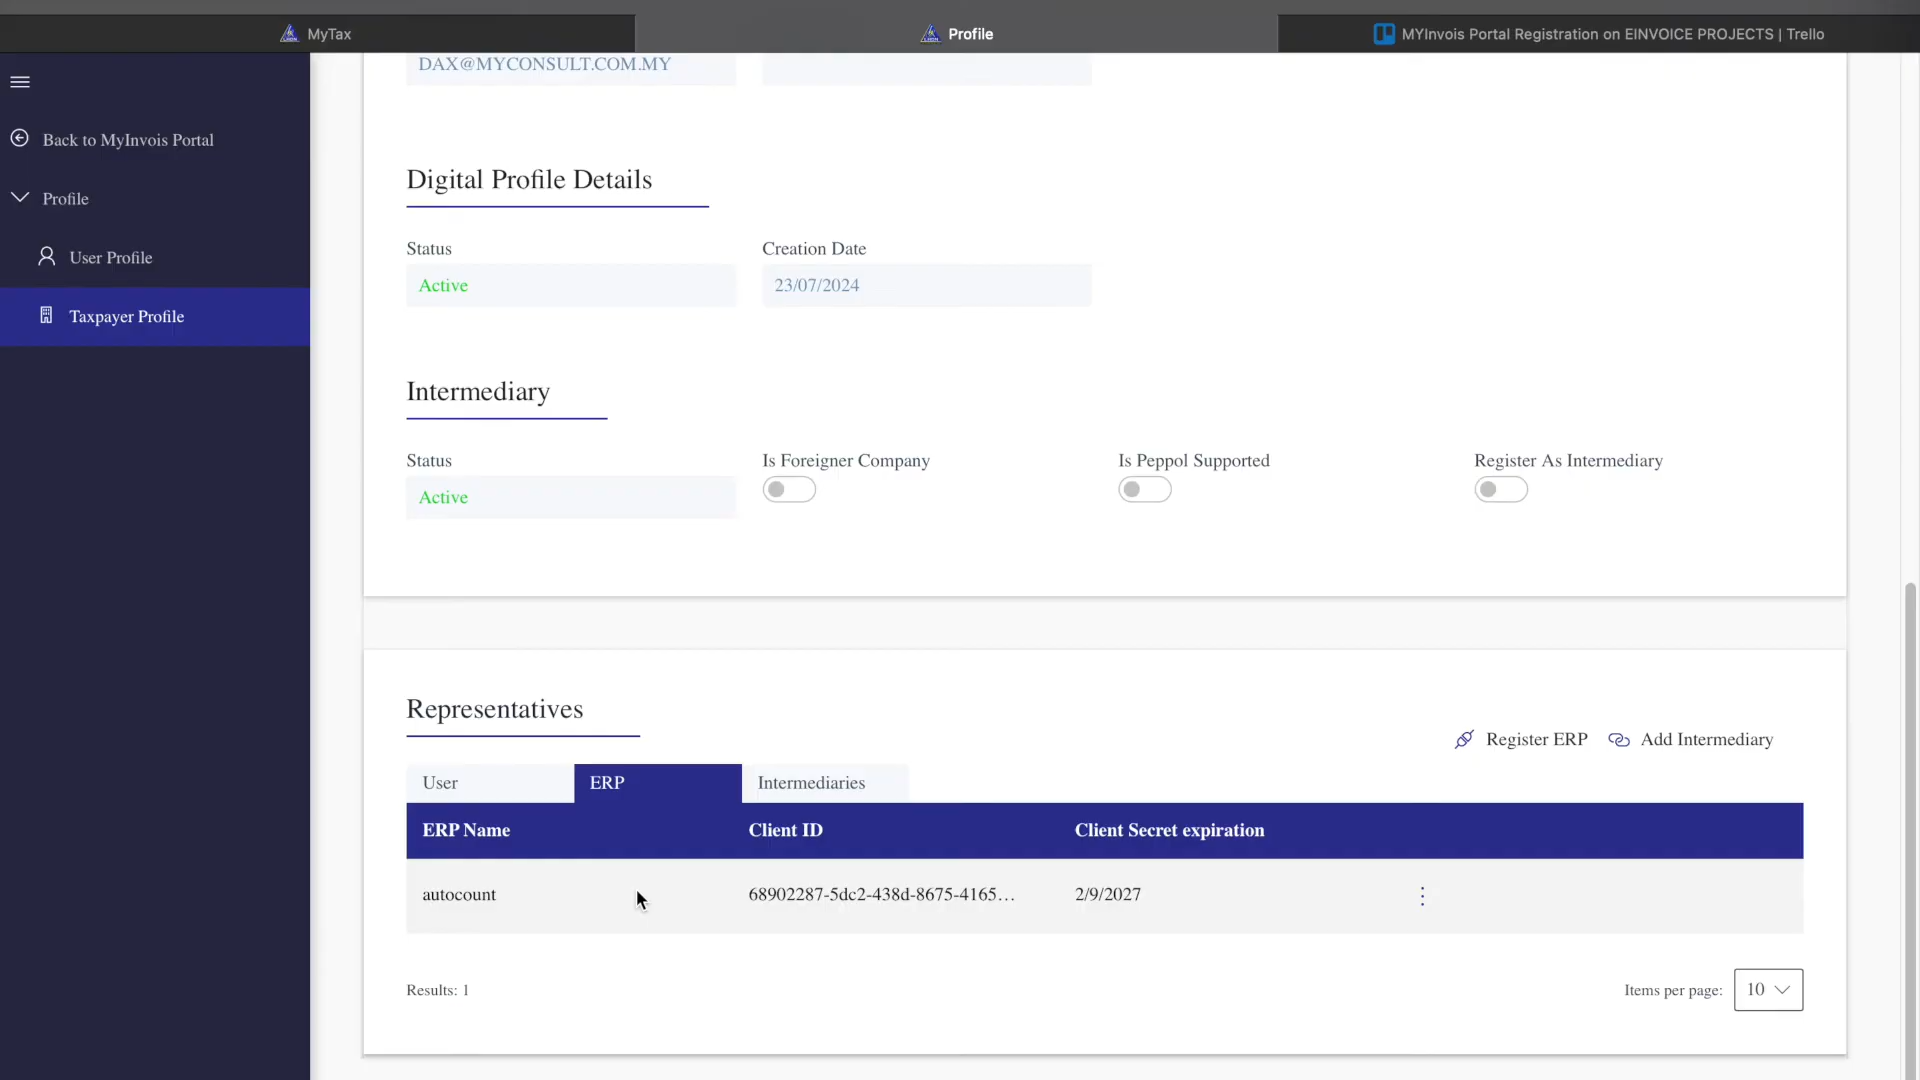 MyTax
Profile
MYInvois Portal Registration on EINVOICE PROJECTS | Trello
DAX@MYCONSULT.COM.MY
Back to MyInvois Portal
Profile
User Profile
Taxpayer Profile
Digital Profile Details
Status
Creation Date
Active
23/07/2024
Intermediary
Status
Is Foreigner Company
Is Peppol Supported
Register As Intermediary
Active
Representatives
Register ERP
Add Intermediary
User
ERP
Intermediaries
ERP Name
Client ID
Client Secret expiration
autocount
68902287-5dc2-438d-8675-4165...
2/9/2027
Results: 1
Items per page:
10